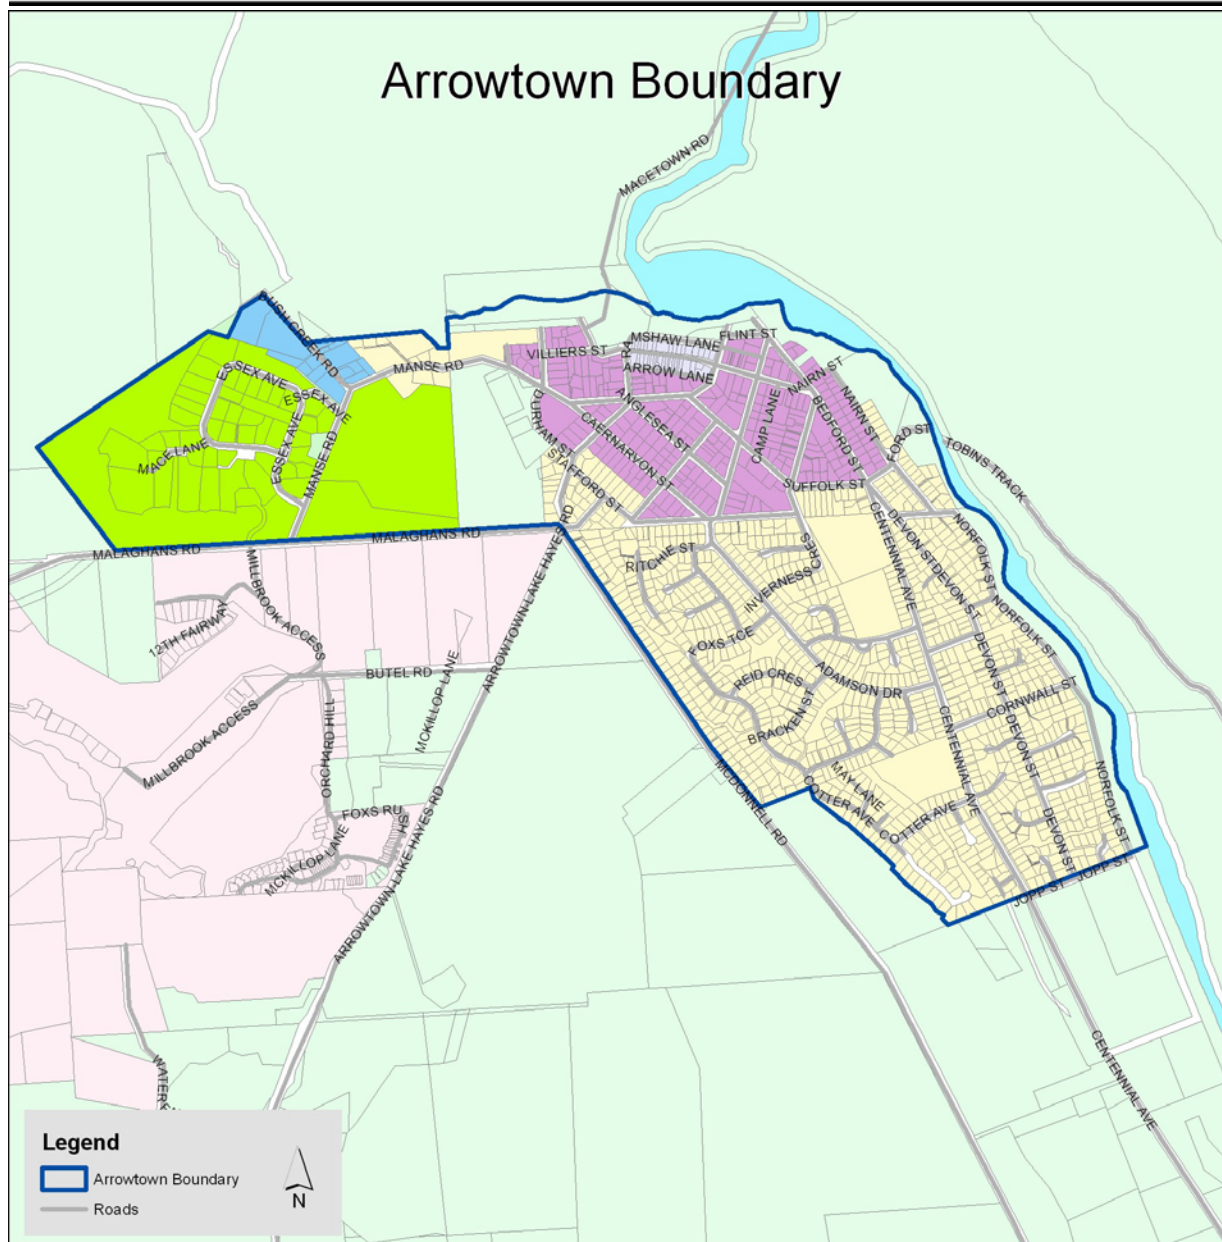 Arrowtown Boundary
MACETOWN RD
BUSH CREEK RD
FLINT ST
MSHAW LANE
VILLIERS ST
RA
ARROW LANE
MANSE RD
NAIRN ST
ESSEX AVE
ESSEX AVE
NAIRN ST
BEDFORD ST
DURHAM ST
ANGLESEA ST
CAMP LANE
CAERNARVON ST
FORD ST
TOBINS TRACK
ESSEX AVE
MACE LANE
MANSE RD
STAFFORD ST
SUFFOLK ST
CENTENNIAL AVE
DEVON ST
NORFOLK ST
MALAGHANS RD
MALAGHANS RD
ARROWTOWN-LAKE HAYES RD
RITCHIE ST
INVERNESS
CRES
DEVON ST
NORFOLK ST
MILLBROOK ACCESS
12TH FAIRWAY
FOXS TCE
DEVON ST
BUTEL RD
MCKILLOP LANE
REID CRES
ADAMSON DR
CORNWALL ST
MILLBROOK ACCESS
ORCHARD HILL
BRACKEN ST
CENTENNIAL AVE
DEVON ST
MCDONNELL RD
MAY LANE
COTTER AVE
CO
COTTER AVE
NORFOLK ST
FOXS RU
SH
DEVON ST
MCKILLOP LANE
ARROWTOWN-LAKE HAYES RD
JOPP ST
JOPP ST
CENTENNIAL AVE
Legend
Arrowtown Boundary
Roads
N